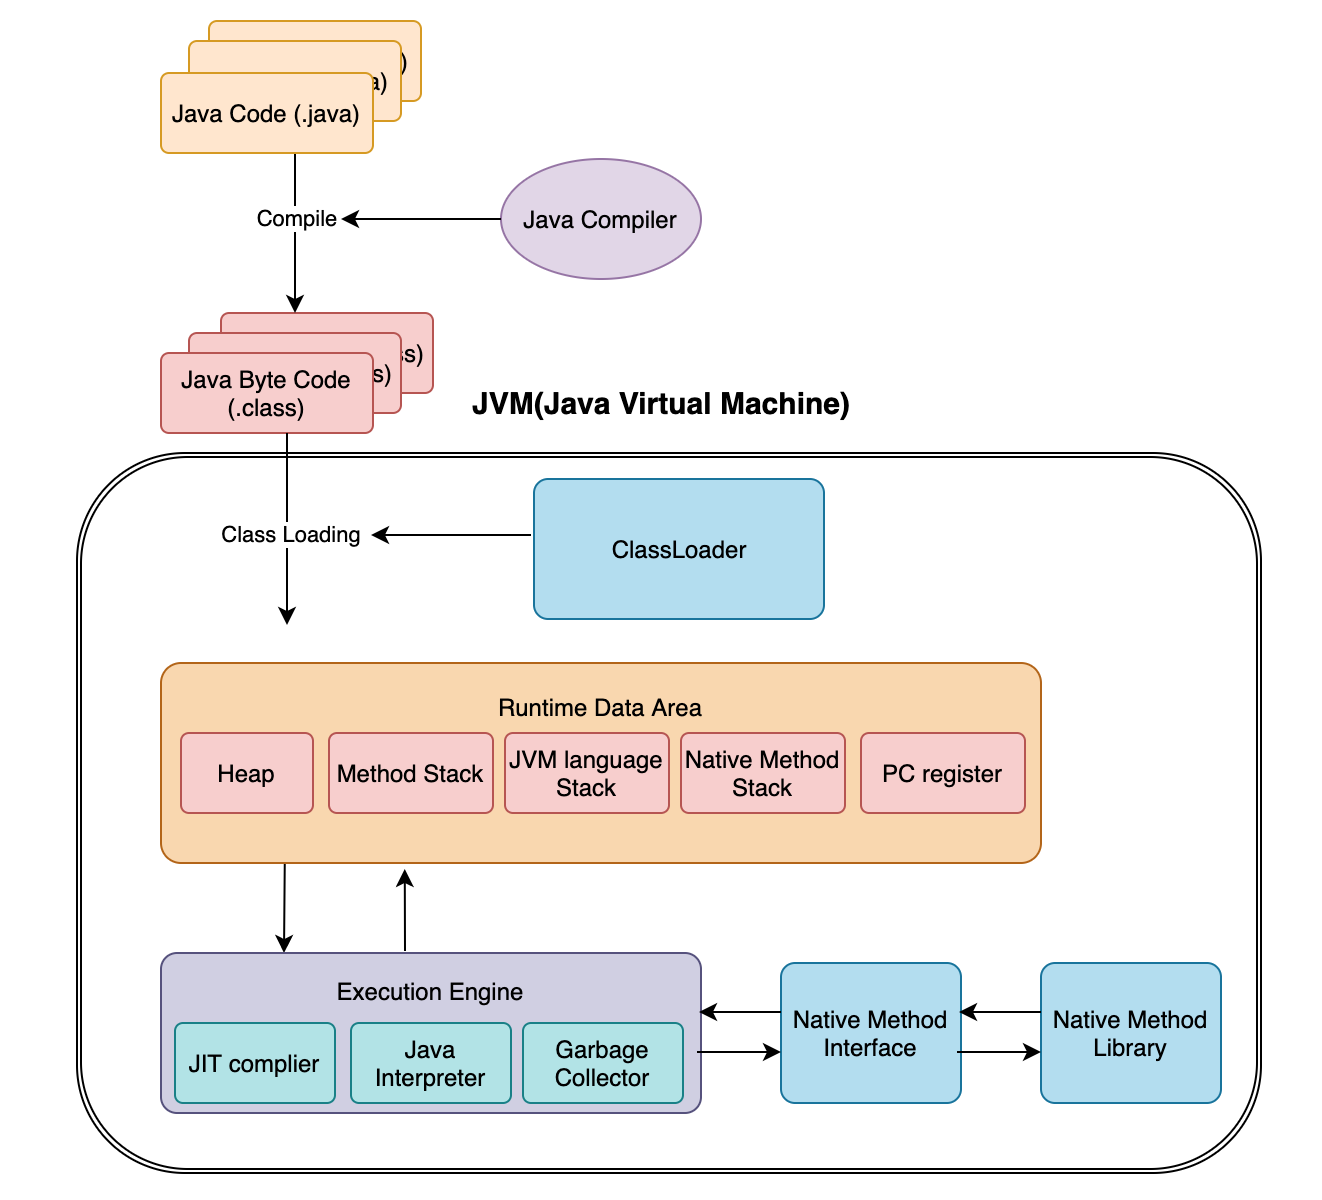 )
a)
Java Code (.java)
Compile
Java Compiler
ss)
s)
Java Byte Code
(.class)
JVM(Java Virtual Machine)
Class Loading
ClassLoader
Runtime Data Area
Heap
Method Stack
JVM language
Stack
Native Method
Stack
PC register
Execution Engine
JIT complier
Java
Interpreter
Garbage
Collector
Native Method
Interface
Native Method
Library